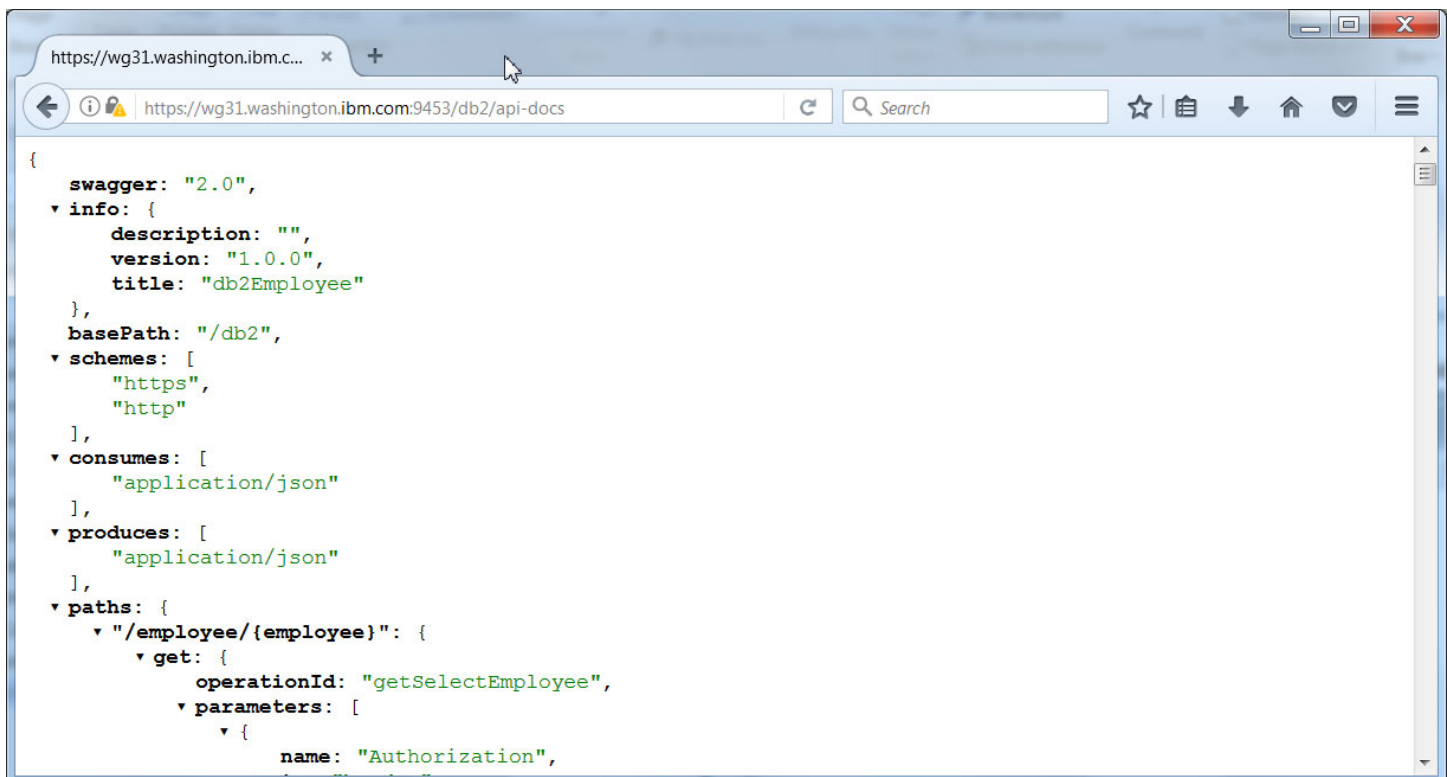 https://wg31.washington.ibm.c... × +
https://wg31.washington.ibm.com:9453/db2/api-docs Search
{
swagger: "2.0",
▾ info: {
description: "",
version: "1.0.0",
title: "db2Employee"
},
basePath: "/db2",
▾ schemes: [
"https",
"http"
],
▾ consumes: [
"application/json"
],
▾ produces: [
"application/json"
],
▾ paths: {
▾ "/employee/{employee}": {
▾ get: {
operationId: "getSelectEmployee",
▾ parameters: [
▾ {
name: "Authorization",